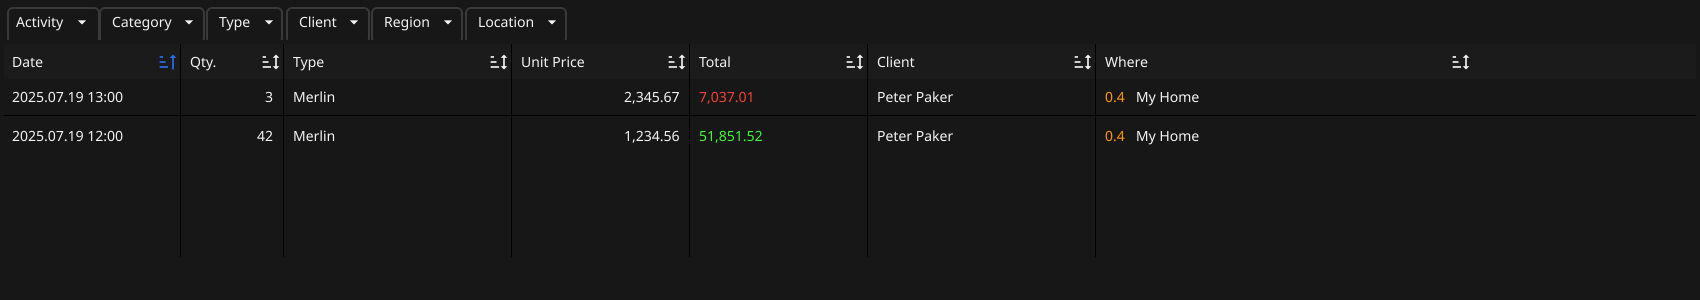 Activity Category Type Client Region Location
Date Qty. Type Unit Price Total Client Where
2025.07.19 13:00 3 Merlin 2,345.67 7,037.01 Peter Paker 0.4 My Home
2025.07.19 12:00 42 Merlin 1,234.56 51,851.52 Peter Paker 0.4 My Home